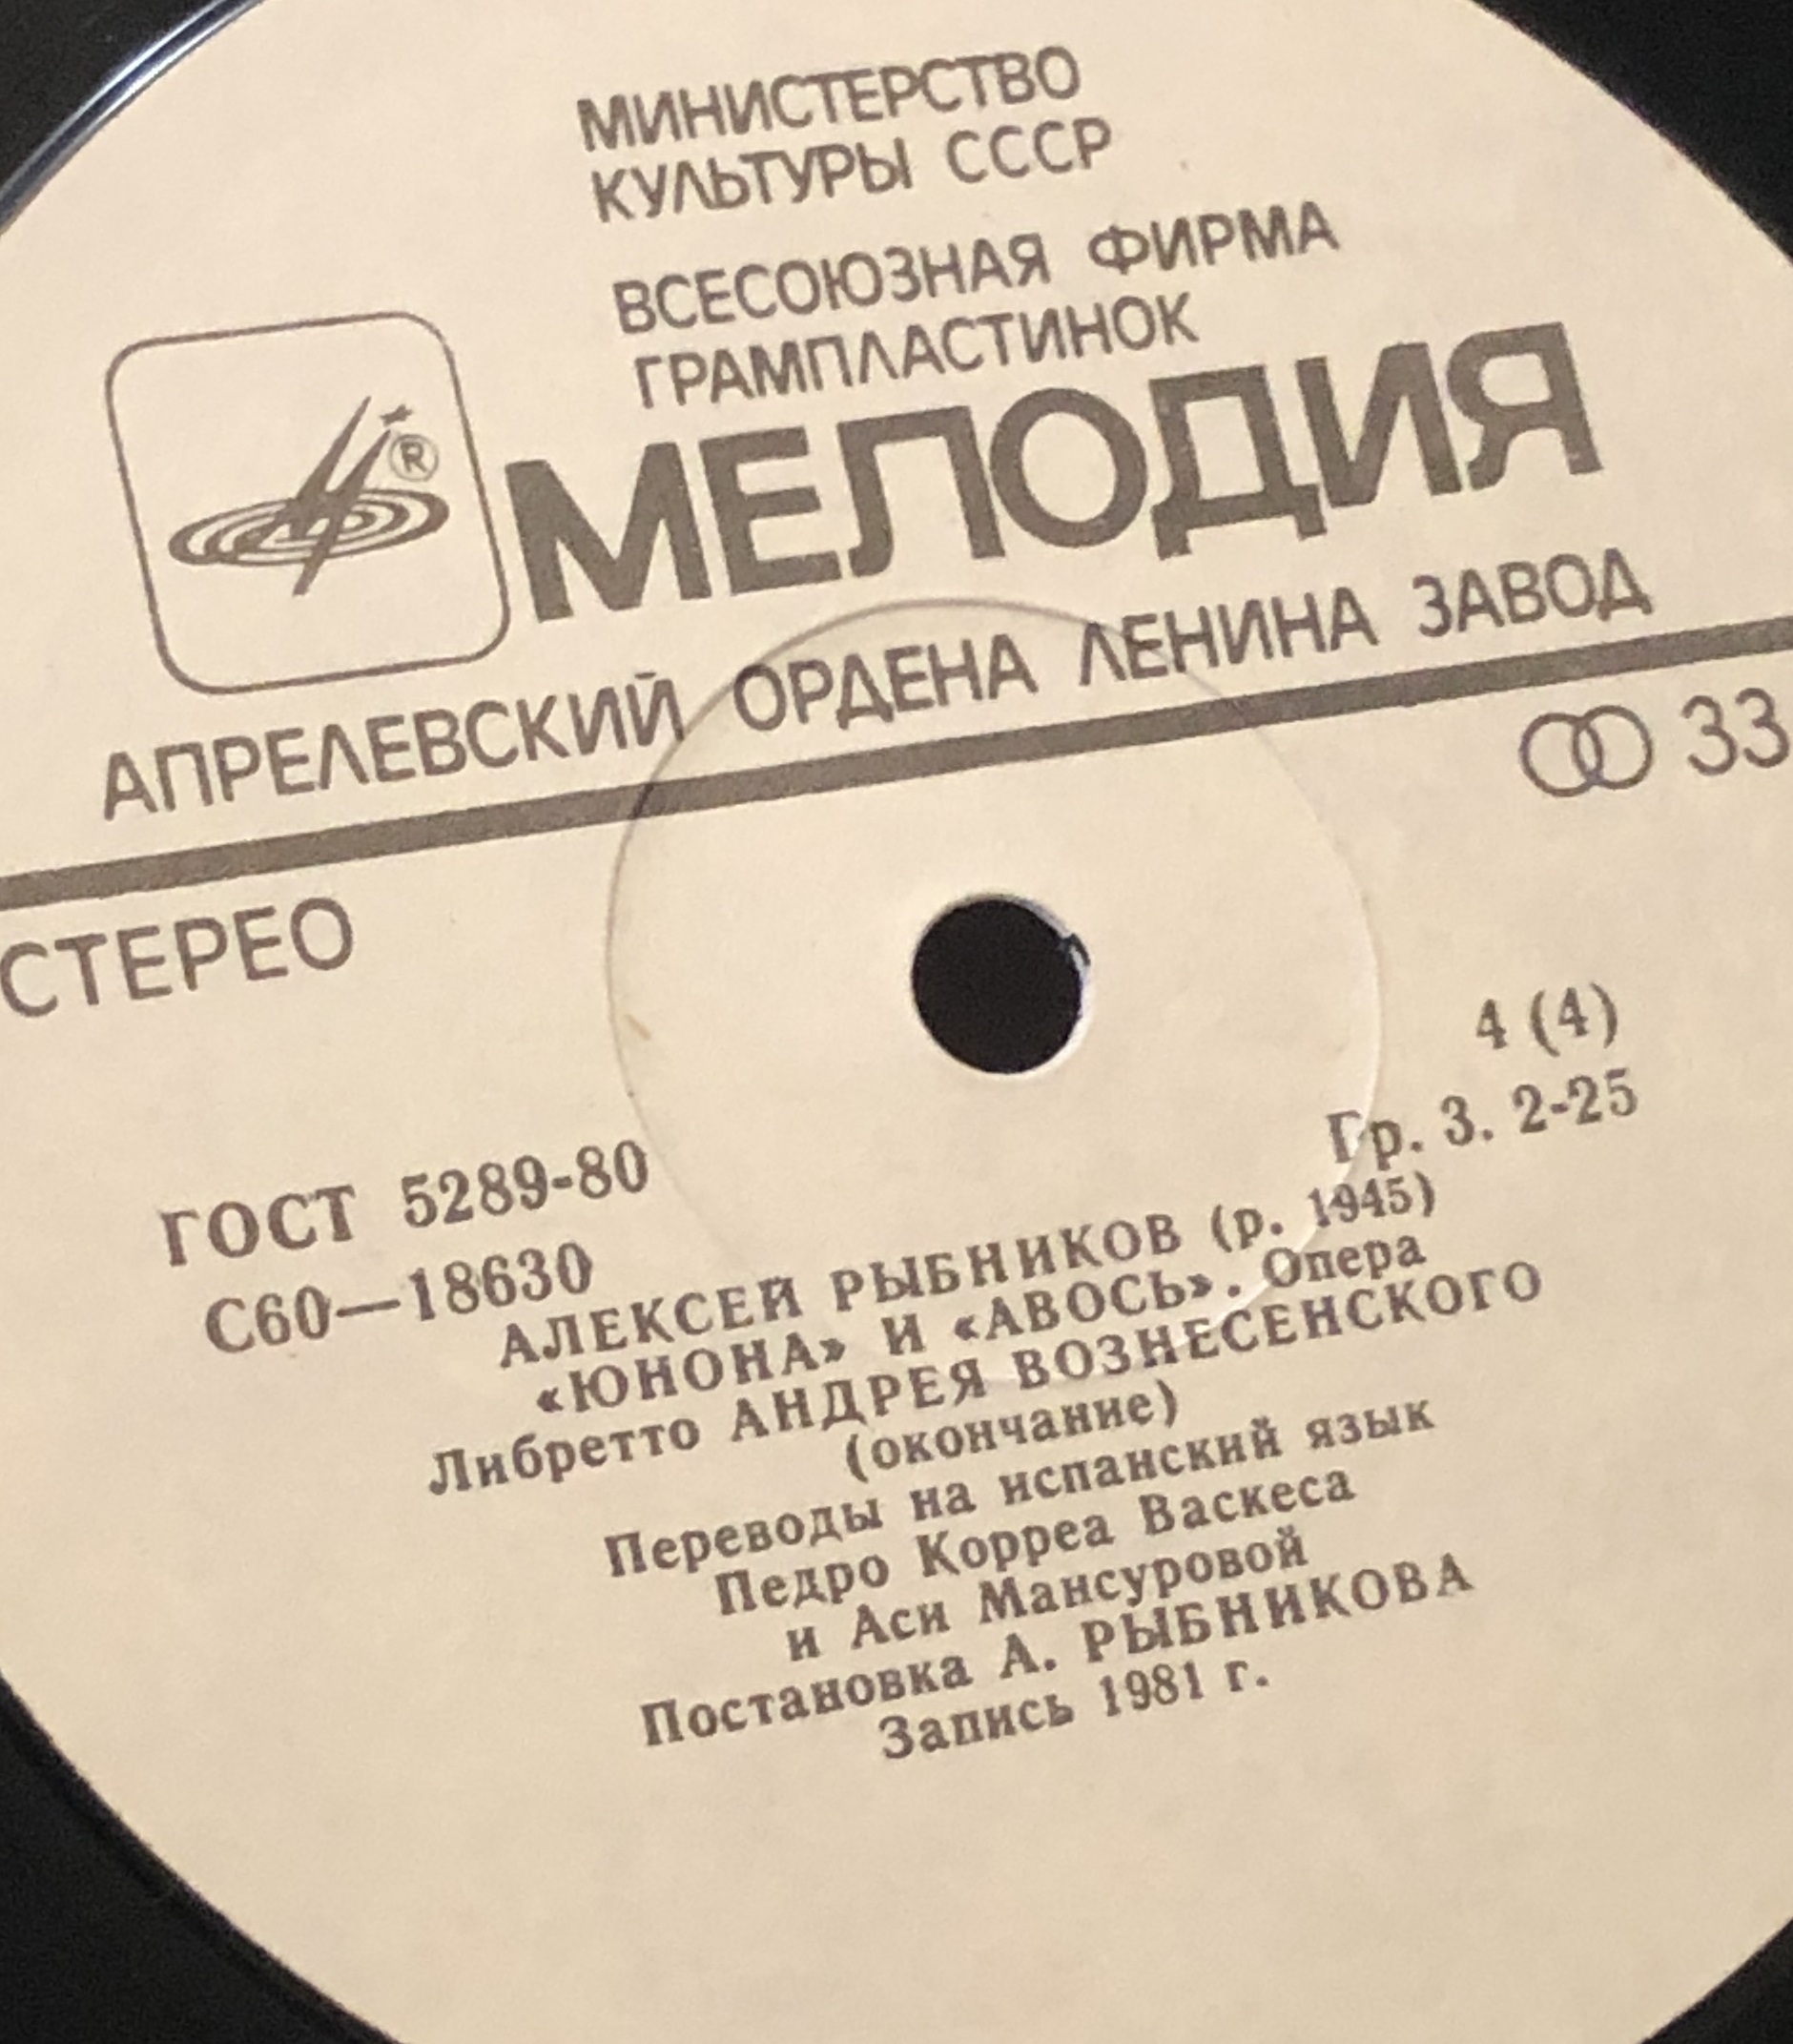 МИНИСТЕРСТВО
КУЛЬТУРЫ СССР
ВСЕСОЮЗНАЯ ФИРМА
ГРАМПЛАСТИНОК
МЕЛОДИЯ
®
АПРЕЛЕВСКИЙ ОРДЕНА ЛЕНИНА ЗАВОД
33
СТЕРЕО
4 (4)
ГОСТ 5289-80
Гр. 3. 2-25
С60—18630
АЛЕКСЕЙ РЫБНИКОВ (р. 1945)
«ЮНОНА» И «АВОСЬ». Опера
Либретто АНДРЕЯ ВОЗНЕСЕНСКОГО
(окончание)
Переводы на испанский язык
Педро Корреа Васкеса
и Аси Мансуровой
Постановка А. РЫБНИКОВА
Запись 1981 г.